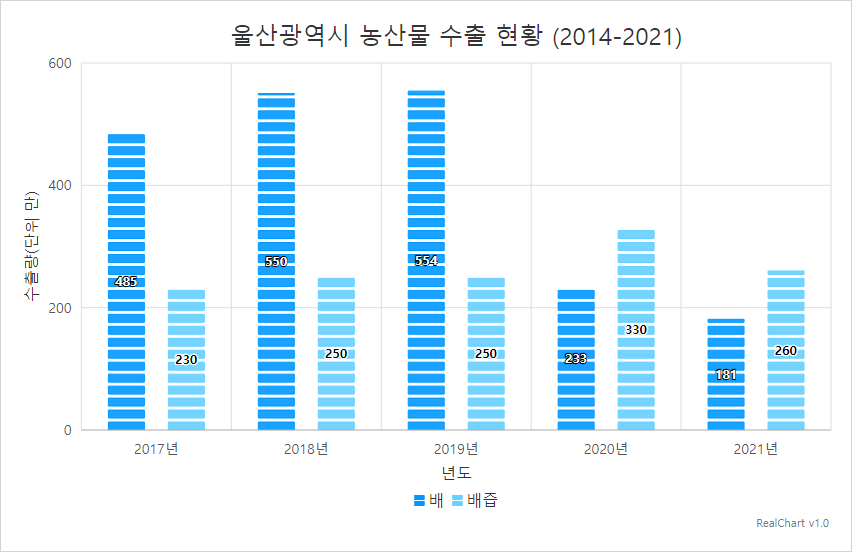 울산광역시 농산물 수출 현황 (2014-2021)
수출량(단위 만)
600
400
200
0
485
230
550
250
554
250
233
330
181
260
2017년
2018년
2019년
2020년
2021년
년도
배
배즙
RealChart v1.0